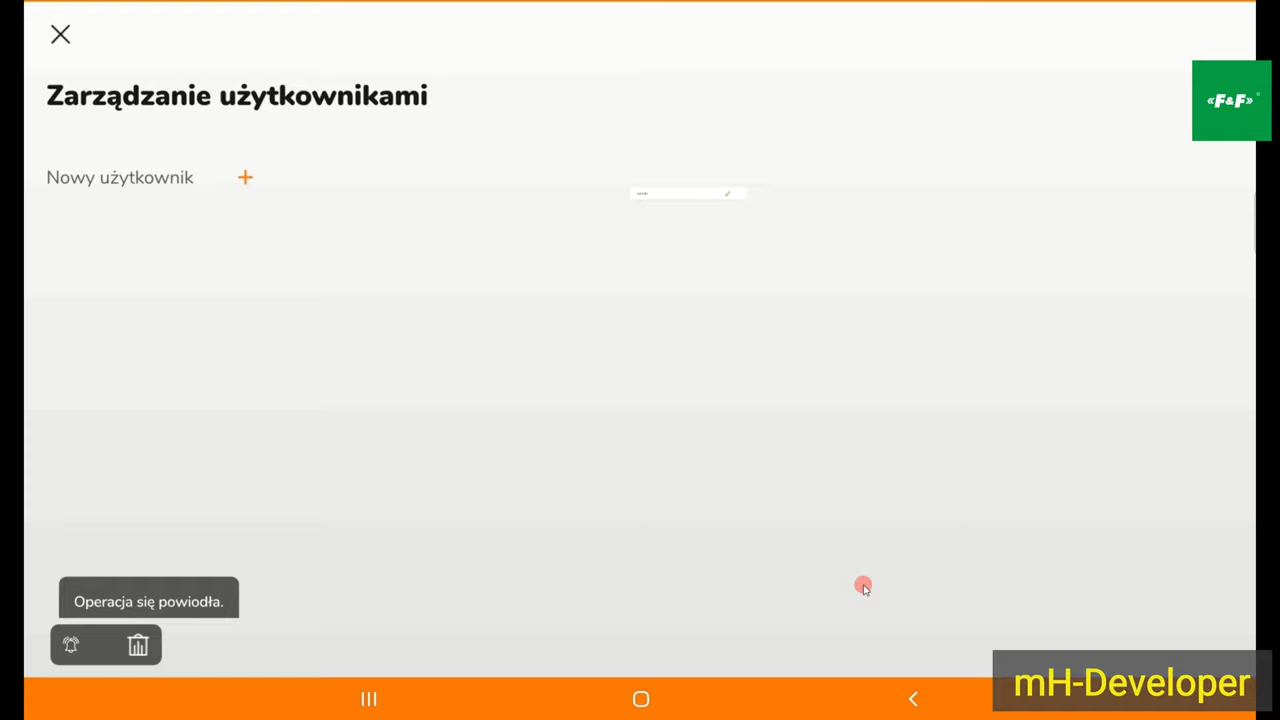 Zarządzanie użytkownikami
«F&F»
Nowy użytkownik +
Operacja się powiodła.
mH-Developer